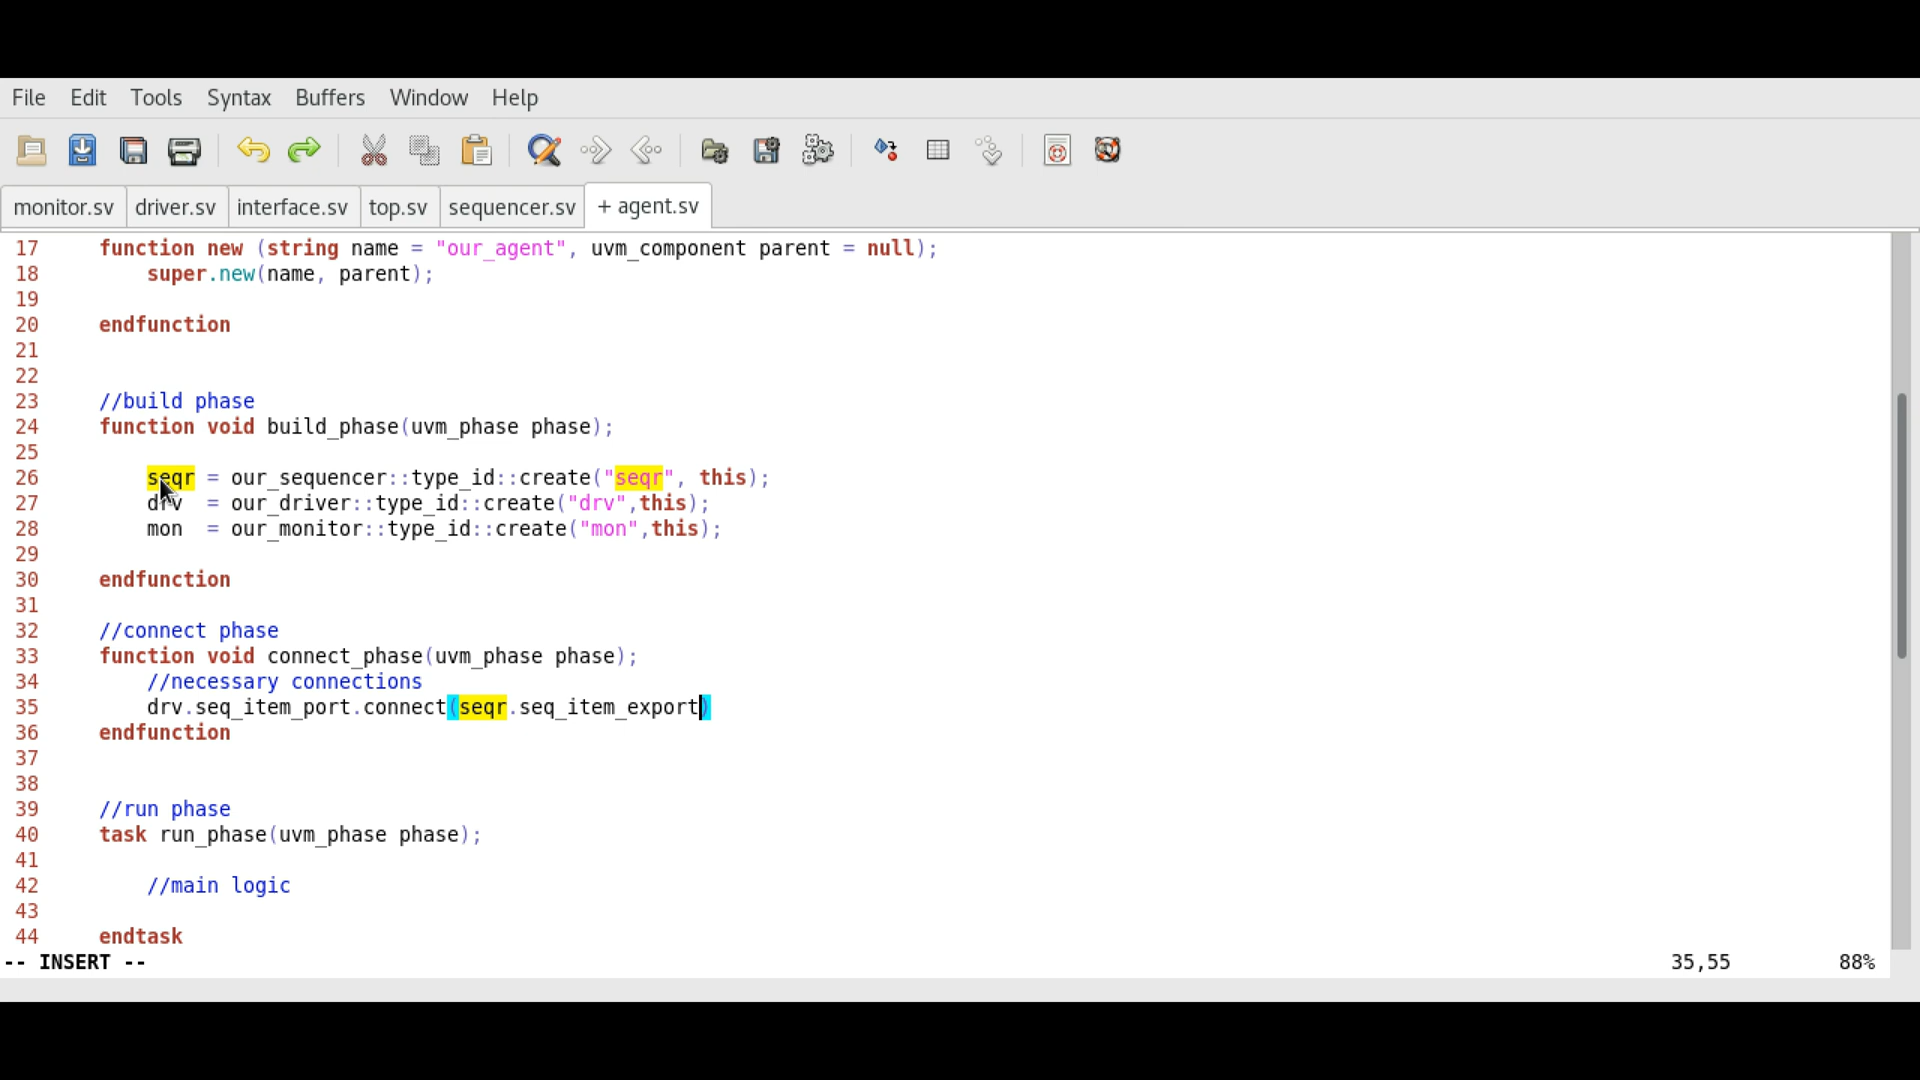 File Edit Tools Syntax Buffers Window Help
monitor.sv driver.sv interface.sv top.sv sequencer.sv + agent.sv
17 function new (string name = "our_agent", uvm_component parent = null);
18 super.new(name, parent);
19
20 endfunction
21
22
23 //build phase
24 function void build_phase(uvm_phase phase);
25
26 seqr = our_sequencer::type_id::create("seqr", this);
27 drv = our_driver::type_id::create("drv",this);
28 mon = our_monitor::type_id::create("mon",this);
29
30 endfunction
31
32 //connect phase
33 function void connect_phase(uvm_phase phase);
34 //necessary connections
35 drv.seq_item_port.connect(seqr.seq_item_export)
36 endfunction
37
38
39 //run phase
40 task run_phase(uvm_phase phase);
41
42 //main logic
43
44 endtask
-- INSERT -- 35,55 88%